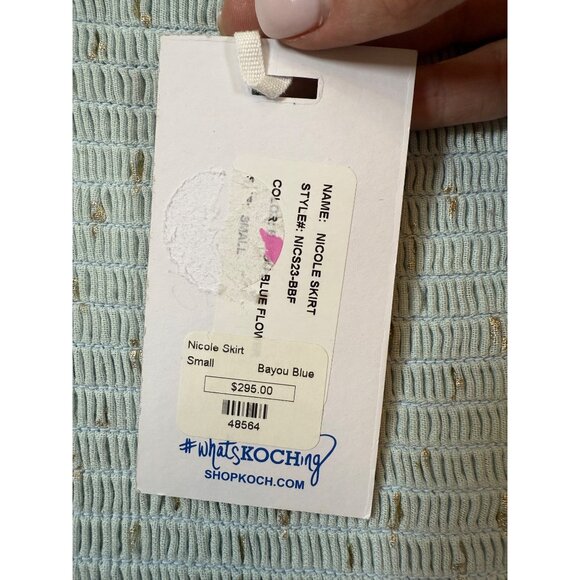 NAME: NICOLE SKIRT
STYLE#: NICS23-BBF
COLOR: BLUE FLOW
SMALL
Nicole Skirt
Small Bayou Blue
$295.00
48564
#whatsKOCHing
SHOPKOCH.COM